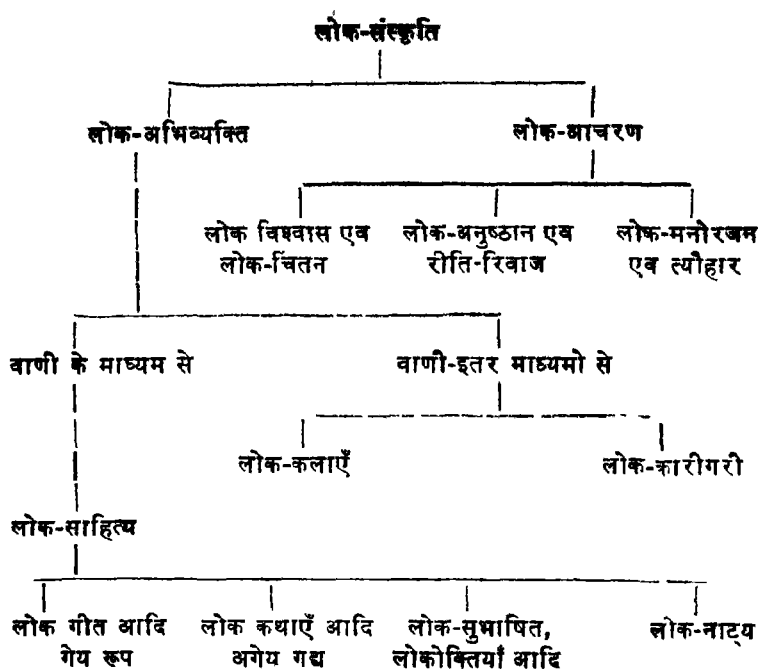 लोक-संस्कृति
लोक-अभिव्यक्ति लोक-आचरण
लोक विश्वास एव लोक-अनुष्ठान एव लोक-मनोरजन
लोक-चिंतन रीति-रिवाज एव त्यौहार
वाणी के माध्यम से वाणी-इतर माध्यमो से
लोक-कलाएँ लोक-कारीगरी
लोक-साहित्य
लोक गीत आदि लोक कथाएँ आदि लोक-सुभाषित, लोक-नाट्य
गेय रूप अगेय गद्य लोकोक्तियाँ आदि